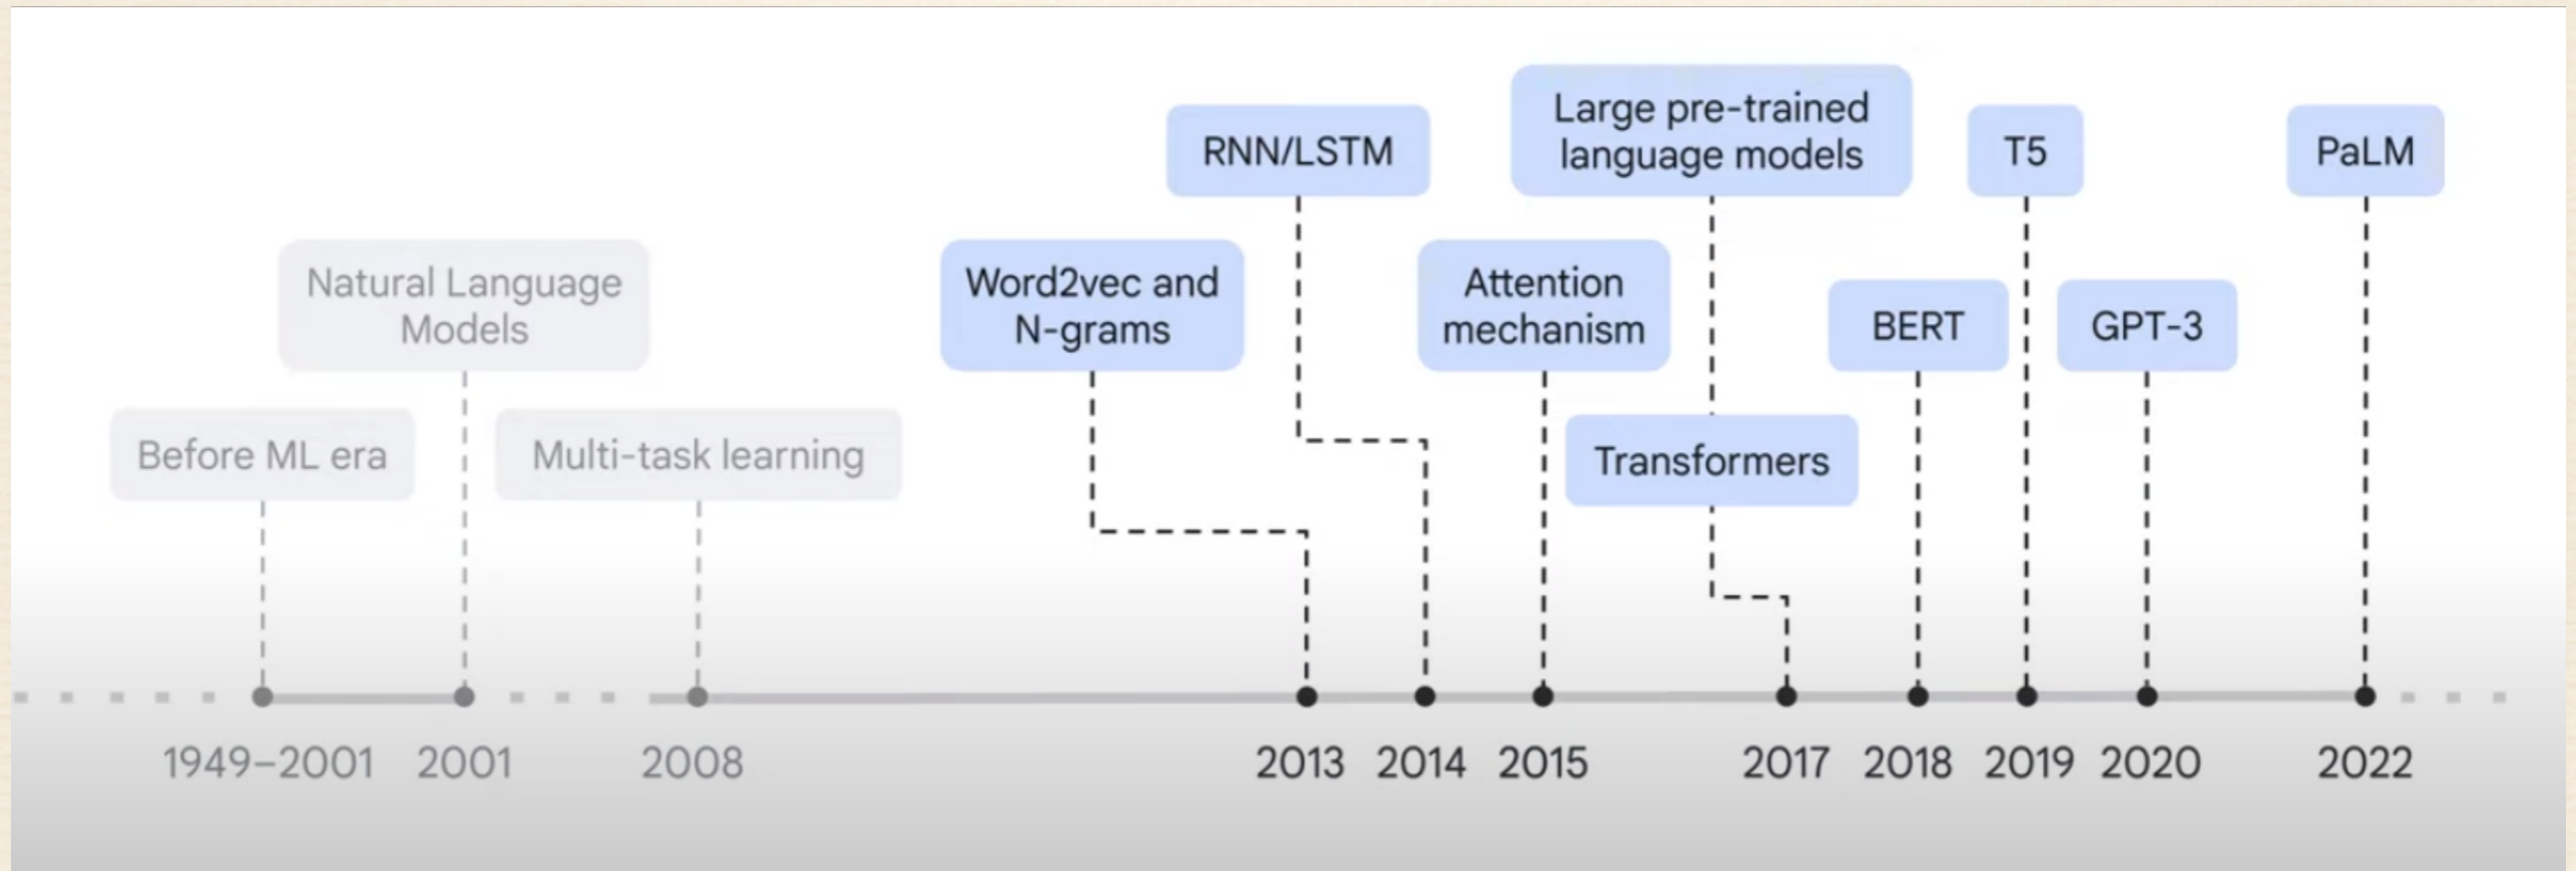 Large pre-trained
language models
RNN/LSTM
T5
PaLM
Natural Language
Models
Word2vec and
N-grams
Attention
mechanism
BERT
GPT-3
Before ML era
Multi-task learning
Transformers
1949–2001
2001
2008
2013
2014
2015
2017
2018
2019
2020
2022